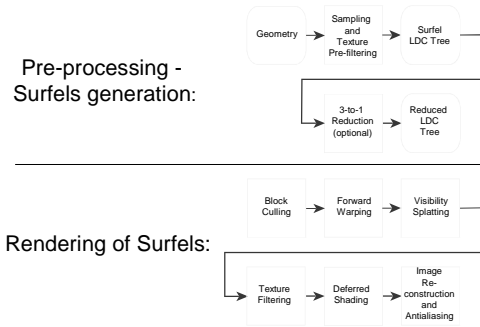 Pre-processing -
Surfels generation:
Geometry
Sampling
and
Texture
Pre-filtering
Surfel
LDC Tree
3-to-1
Reduction
(optional)
Reduced
LDC
Tree
Rendering of Surfels:
Block
Culling
Forward
Warping
Visibility
Splatting
Texture
Filtering
Deferred
Shading
Image
Re-
construction
and
Antialiasing